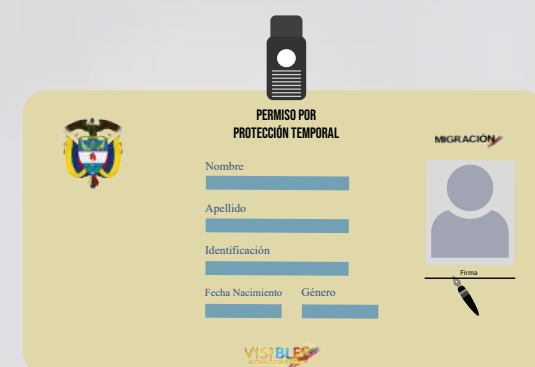 PERMISO POR
PROTECCIÓN TEMPORAL
MIGRACIÓN
Nombre
Apellido
Identificación
Fecha Nacimiento Género
Firma
VISIBLES